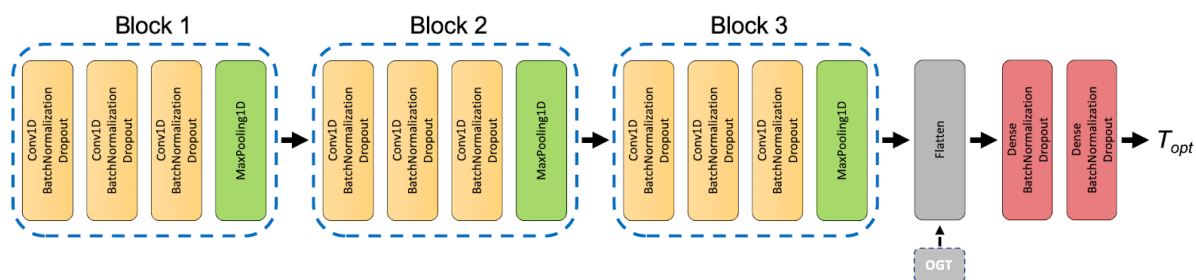 Block 1
Conv1D
BatchNormalization
Dropout
Conv1D
BatchNormalization
Dropout
Conv1D
BatchNormalization
Dropout
MaxPooling1D
Block 2
Conv1D
BatchNormalization
Dropout
Conv1D
BatchNormalization
Dropout
Conv1D
BatchNormalization
Dropout
MaxPooling1D
Block 3
Conv1D
BatchNormalization
Dropout
Conv1D
BatchNormalization
Dropout
Conv1D
BatchNormalization
Dropout
MaxPooling1D
Flatten
OGT
Dense
BatchNormalization
Dropout
Dense
BatchNormalization
Dropout
Topt